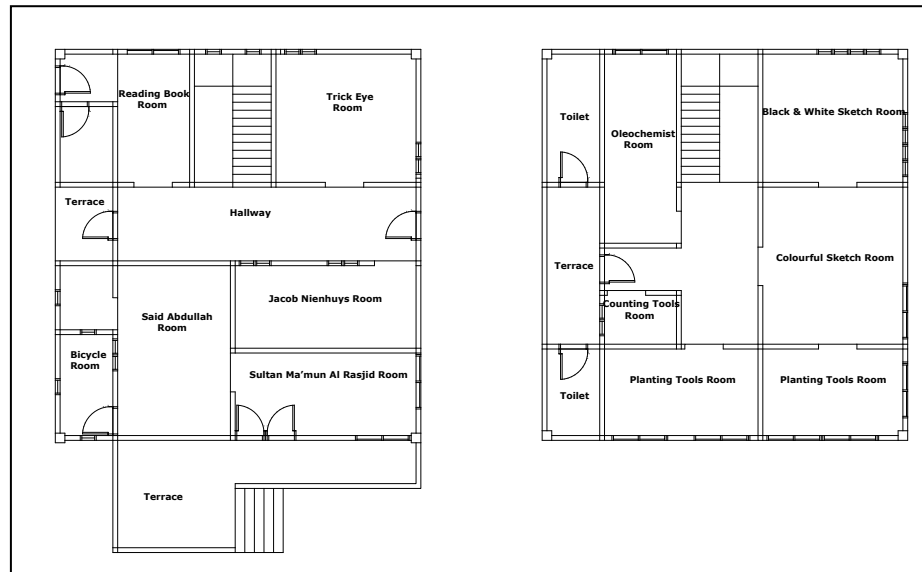 Reading Book
Room
Trick Eye
Room
Terrace
Hallway
Said Abdullah
Room
Jacob Nienhuys Room
Bicycle
Room
Sultan Ma'mun Al Rasjid Room
Terrace
Toilet
Oleochemist
Room
Black & White Sketch Room
Terrace
Colourful Sketch Room
Counting Tools
Room
Planting Tools Room
Planting Tools Room
Toilet